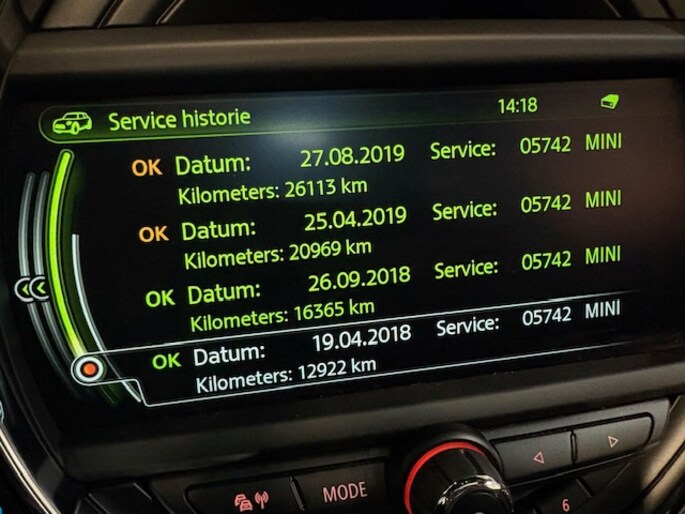 Service historie 14:18
OK Datum: 27.08.2019 Service: 05742 MINI
Kilometers: 26113 km
OK Datum: 25.04.2019 Service: 05742 MINI
Kilometers: 20969 km
OK Datum: 26.09.2018 Service: 05742 MINI
Kilometers: 16365 km
OK Datum: 19.04.2018 Service: 05742 MINI
Kilometers: 12922 km
MODE
6